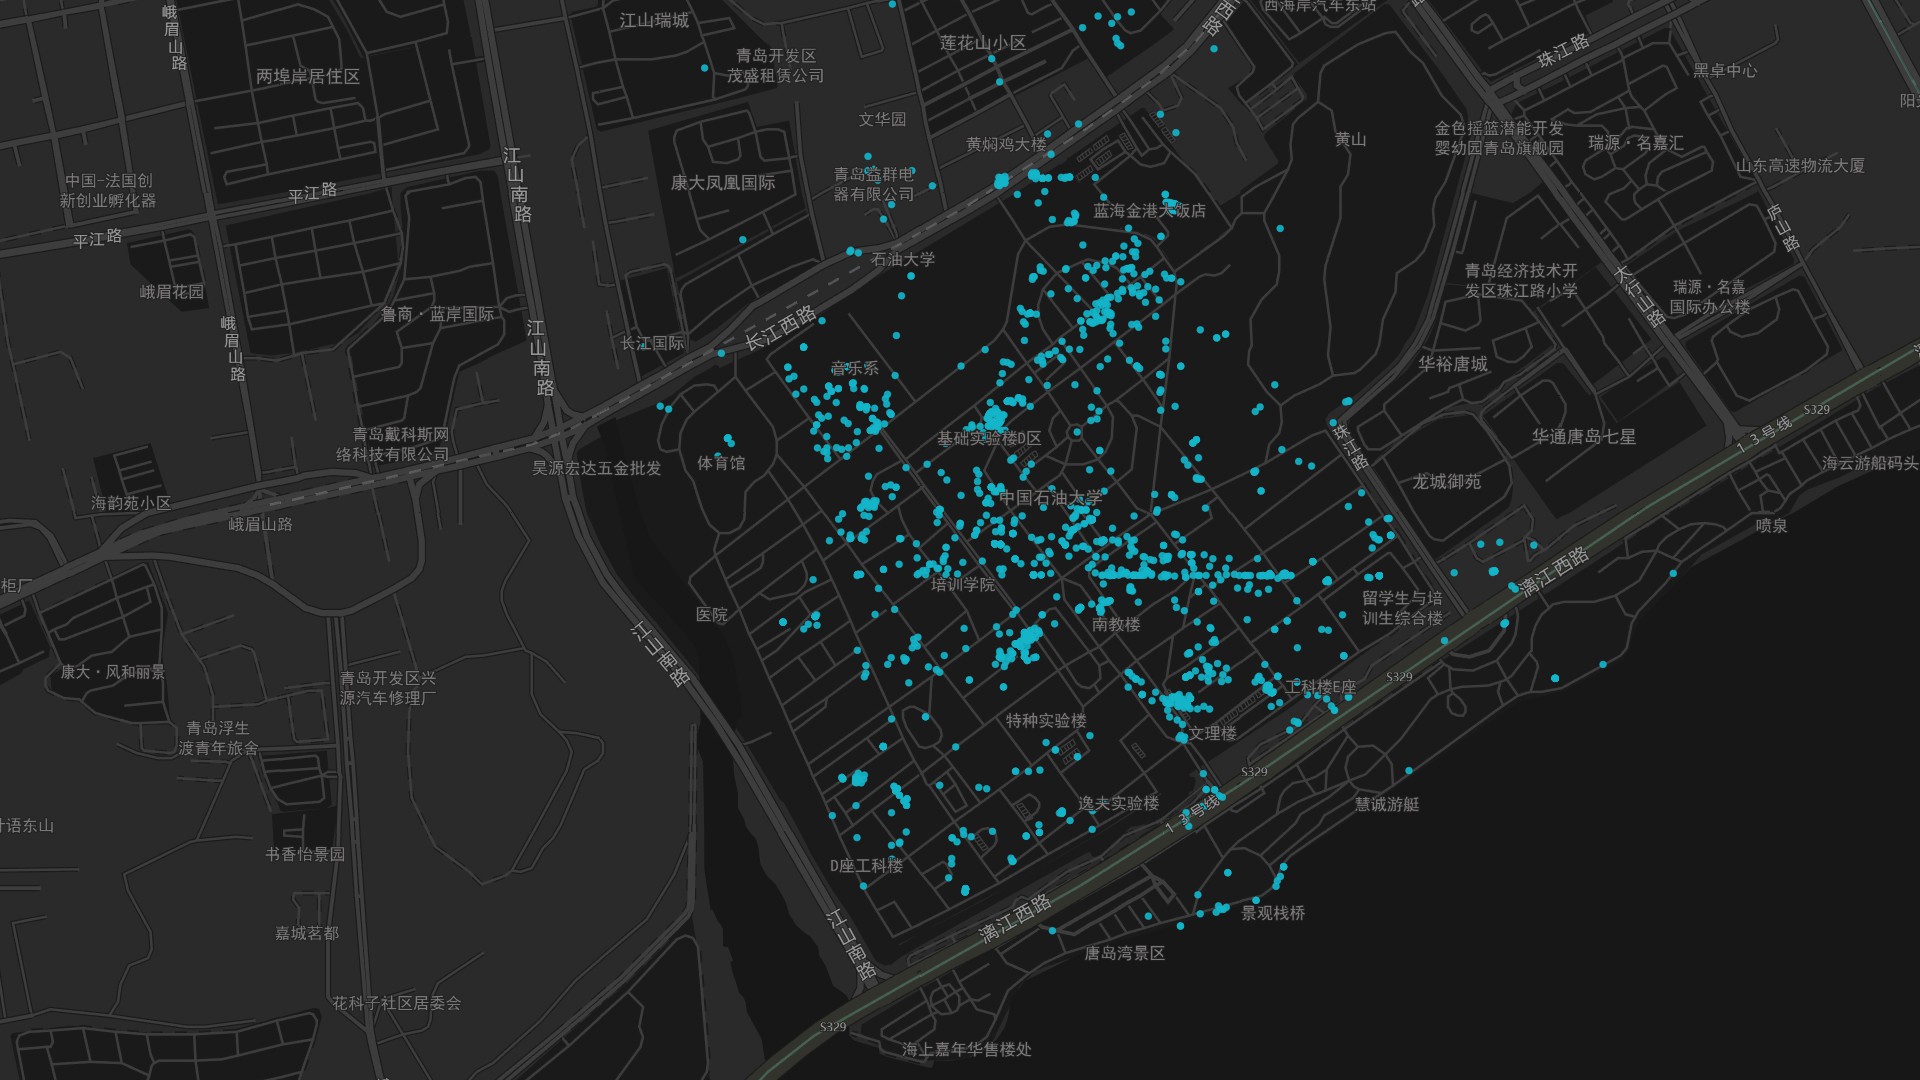 峨眉山路
江山瑞城
西海岸汽车东站
莲花山小区
珠江路
青岛开发区
茂盛租赁公司
两埠岸居住区
黑卓中心
文华园
黄焖鸡大楼
黄山
金色摇篮潜能开发
婴幼园青岛旗舰园
瑞源·名嘉汇
山东高速物流大厦
中国-法国创
新创业孵化器
平江路
江山南路
康大凤凰国际
青岛益群电
器有限公司
蓝海金港大饭店
庐山路
平江路
石油大学
峨眉花园
青岛经济技术开
发区珠江路小学
太行山路
瑞源·名嘉
国际办公楼
鲁商·蓝岸国际
峨眉山路
江山南路
长江国际
长江西路
音乐系
华裕唐城
S329
13号线
青岛戴科斯网
络科技有限公司
昊源宏达五金批发
体育馆
基础实验楼D区
珠江路
华通唐岛七星
海云游船码头
龙城御苑
海韵苑小区
峨眉山路
中国石油大学
喷泉
柜厂
培训学院
漓江西路
医院
南教楼
留学生与培
训生综合楼
江山南路
康大·风和丽景
青岛开发区兴
源汽车修理厂
工科楼E座
S329
特种实验楼
文理楼
青岛浮生
渡青年旅舍
S329
逸夫实验楼
13号线
慧诚游艇
叶语东山
书香怡景园
D座工科楼
江山南路
漓江西路
景观栈桥
嘉城茗都
唐岛湾景区
花科子社区居委会
S329
海上嘉年华售楼处